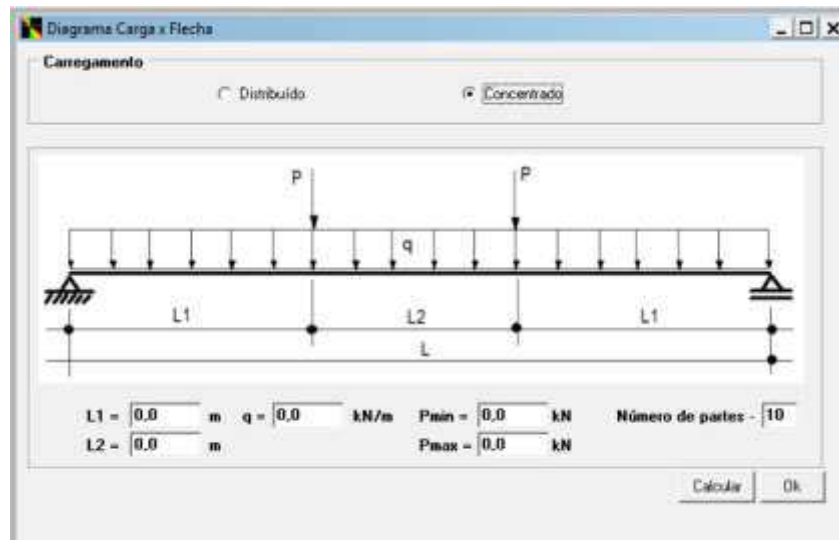 Diagrama Carga x Flecha
Carregamento
Distribuído
Concentrado
P
P
q
L1
L2
L1
L
L1 = 0,0 m q = 0,0 kN/m Pmin = 0,0 kN Número de partes - 10
L2 = 0,0 m Pmax = 0,0 kN
Calcular
Ok